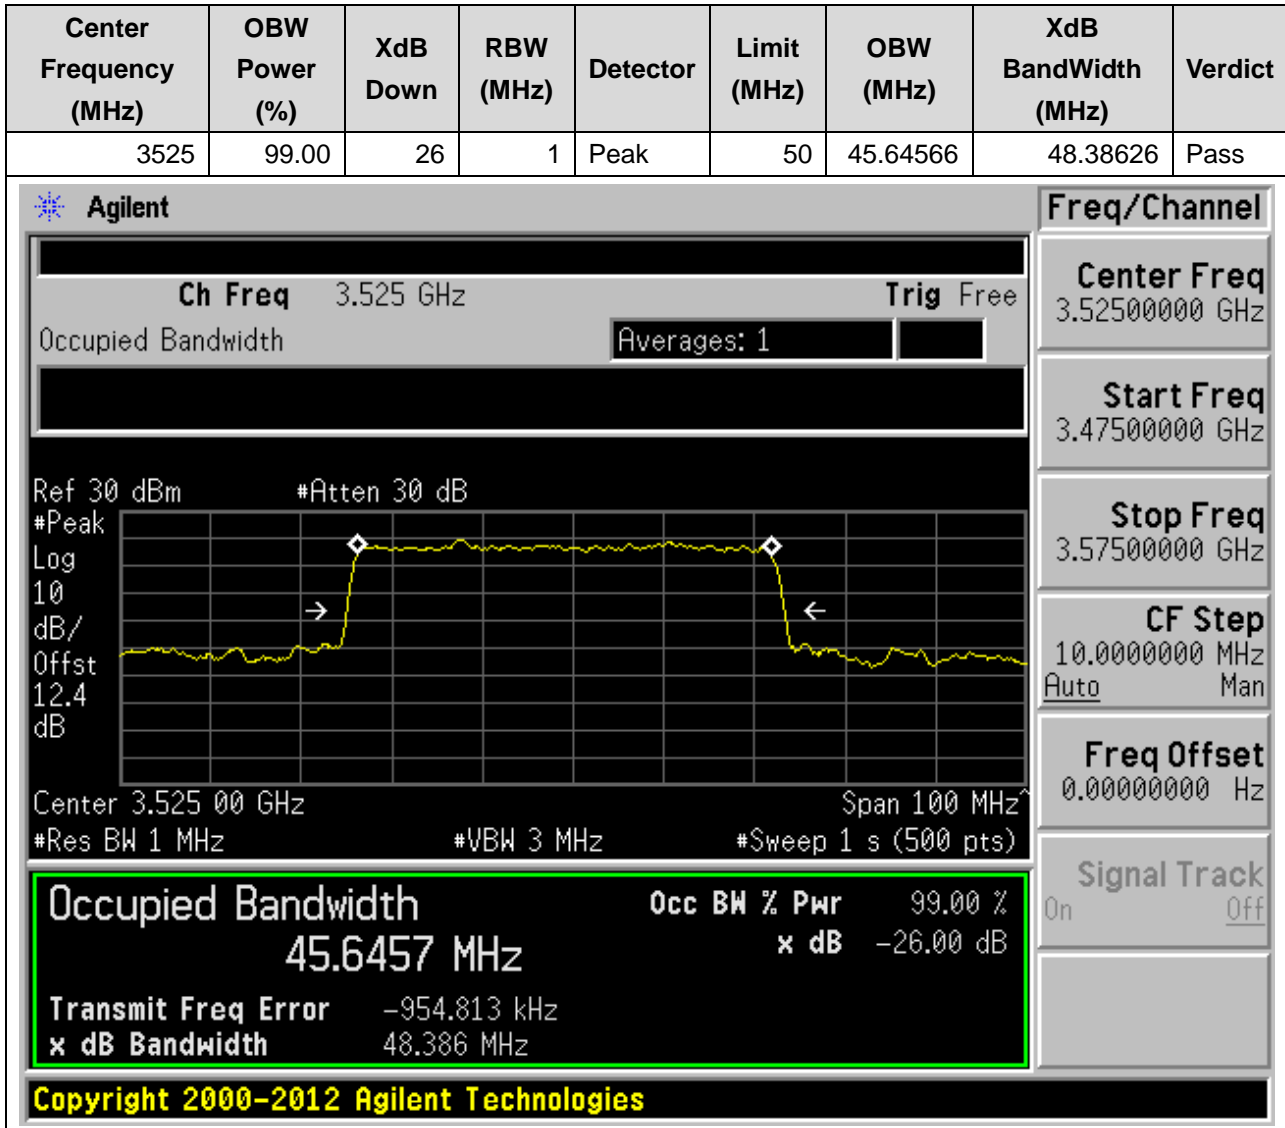 Center Frequency (MHz) OBW Power (%) XdB Down RBW (MHz) Detector Limit (MHz) OBW (MHz) XdB BandWidth (MHz) Verdict
3525 99.00 26 1 Peak 50 45.64566 48.38626 Pass
Agilent
Freq/Channel
Ch Freq 3.525 GHz Trig Free
Occupied Bandwidth Averages: 1
Center Freq
3.52500000 GHz
Start Freq
3.47500000 GHz
Stop Freq
3.57500000 GHz
CF Step
10.0000000 MHz
Auto Man
Freq Offset
0.00000000 Hz
Signal Track
On Off
Ref 30 dBm #Atten 30 dB
#Peak
Log
10
dB/
Offst
12.4
dB
Center 3.525 00 GHz Span 100 MHz^
#Res BW 1 MHz #VBW 3 MHz #Sweep 1 s (500 pts)
Occupied Bandwidth
45.6457 MHz
Occ BW % Pwr 99.00 %
x dB -26.00 dB
Transmit Freq Error -954.813 kHz
x dB Bandwidth 48.386 MHz
Copyright 2000-2012 Agilent Technologies